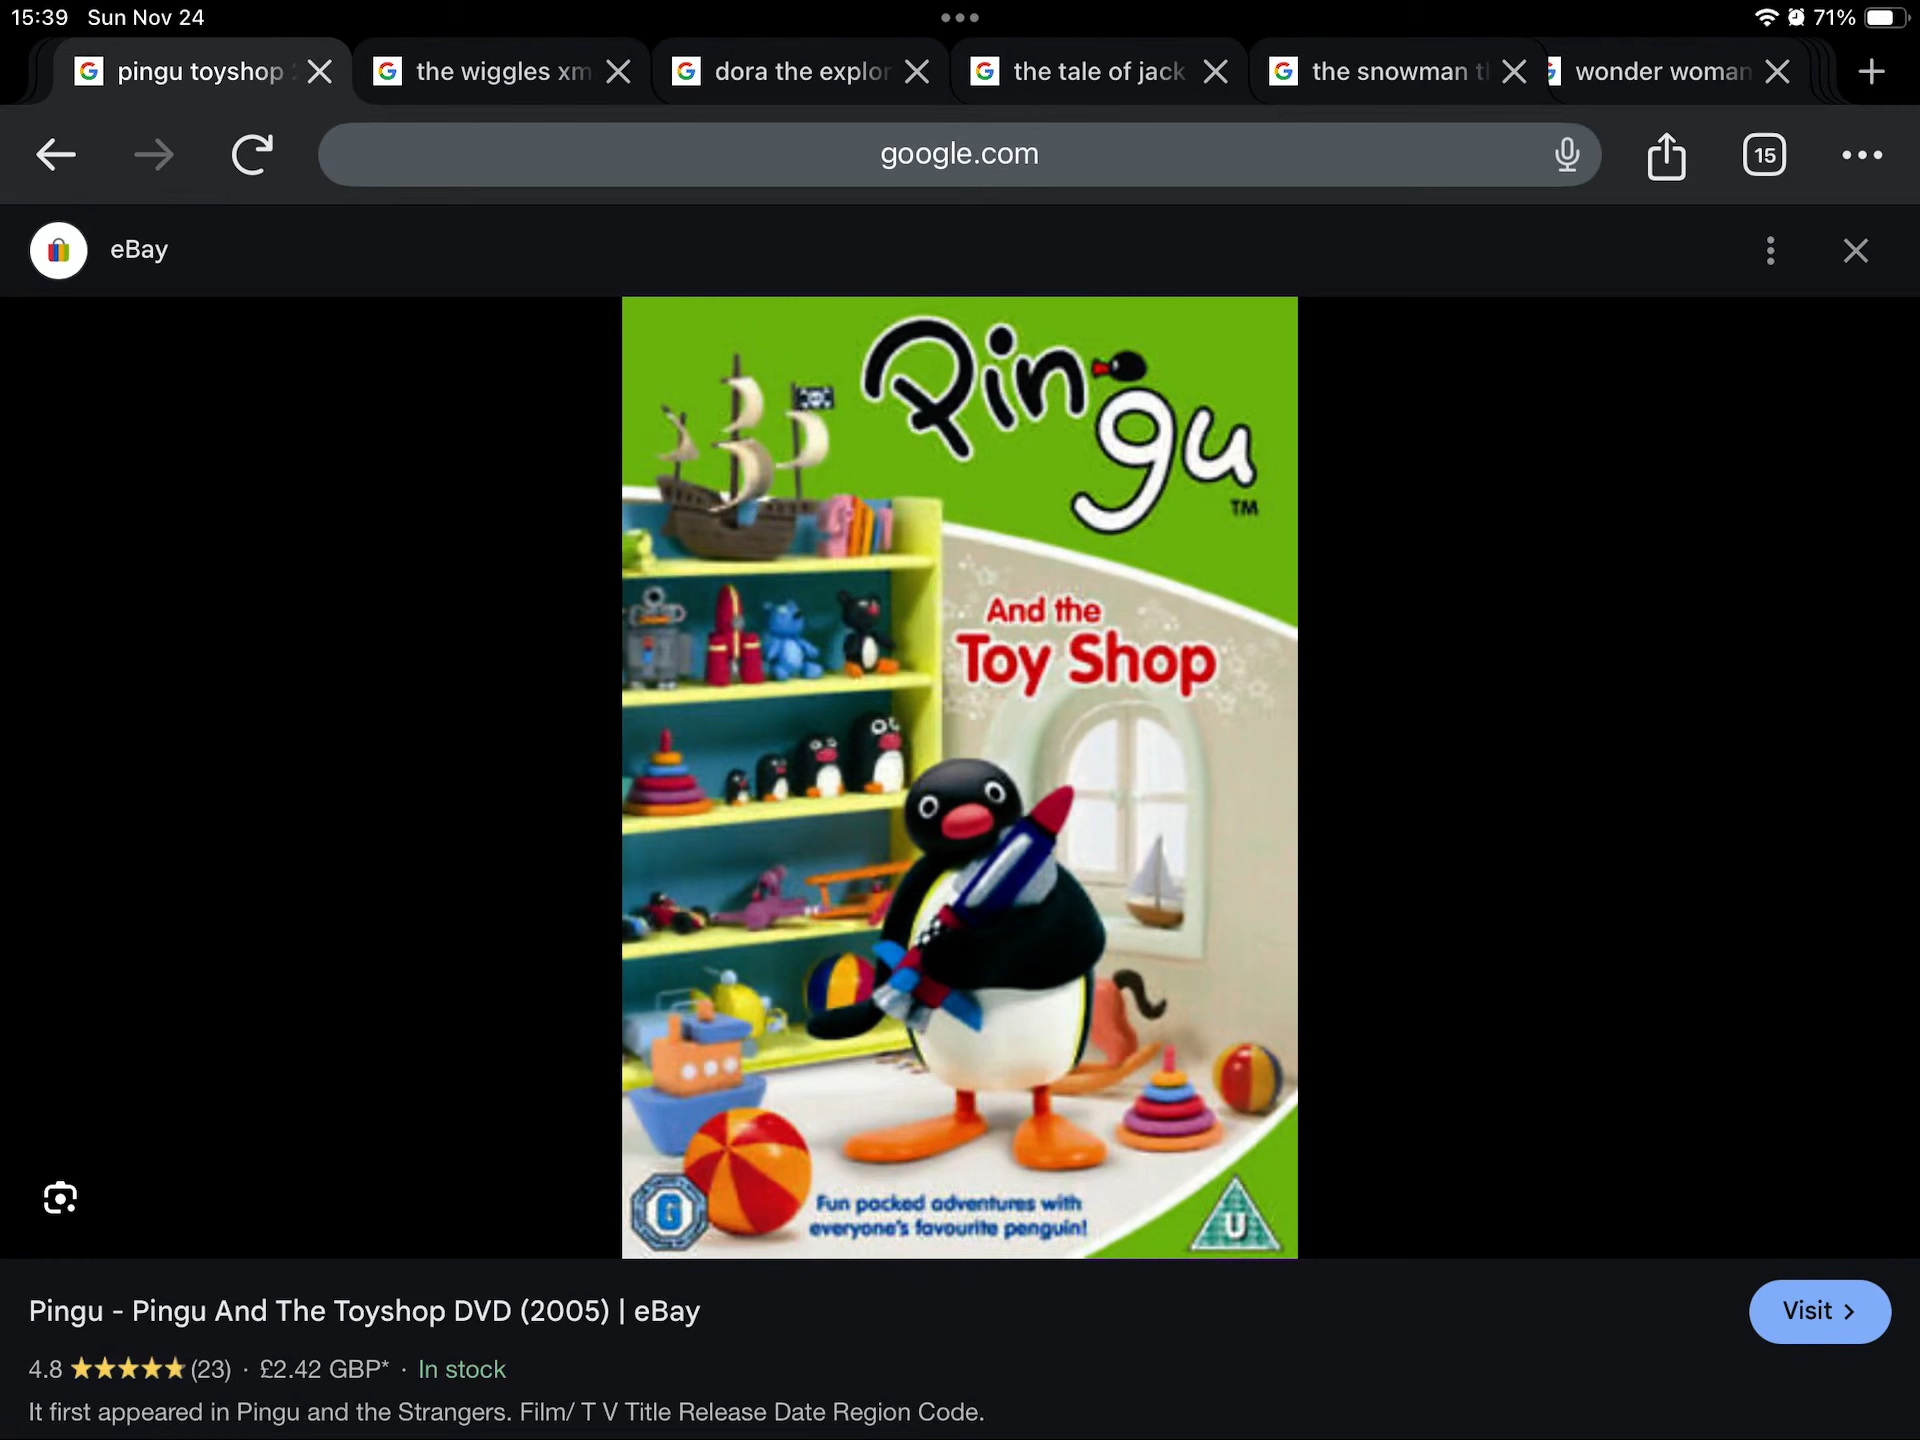 15:39 Sun Nov 24
71%
pingu toyshop
the wiggles xm
dora the explor
the tale of jack
the snowman t
wonder woman
google.com
15
eBay
Pingu
TM
And the
Toy Shop
G
Fun packed adventures with
everyone's favourite penguin!
U
Pingu - Pingu And The Toyshop DVD (2005) | eBay
Visit >
4.8 ★★★★★ (23) · £2.42 GBP* · In stock
It first appeared in Pingu and the Strangers. Film/ T V Title Release Date Region Code.